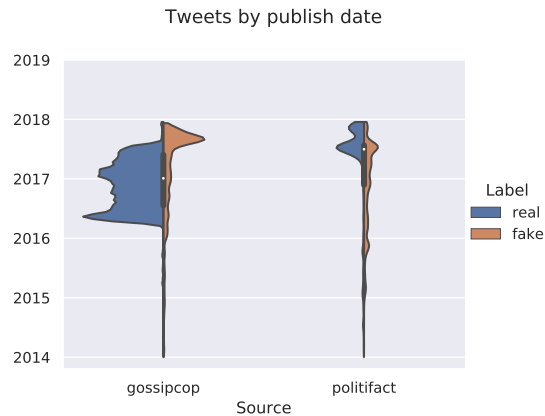 Tweets by publish date
2019
2018
2017
2016
2015
2014
gossipcop
politifact
Source
Label
real
fake